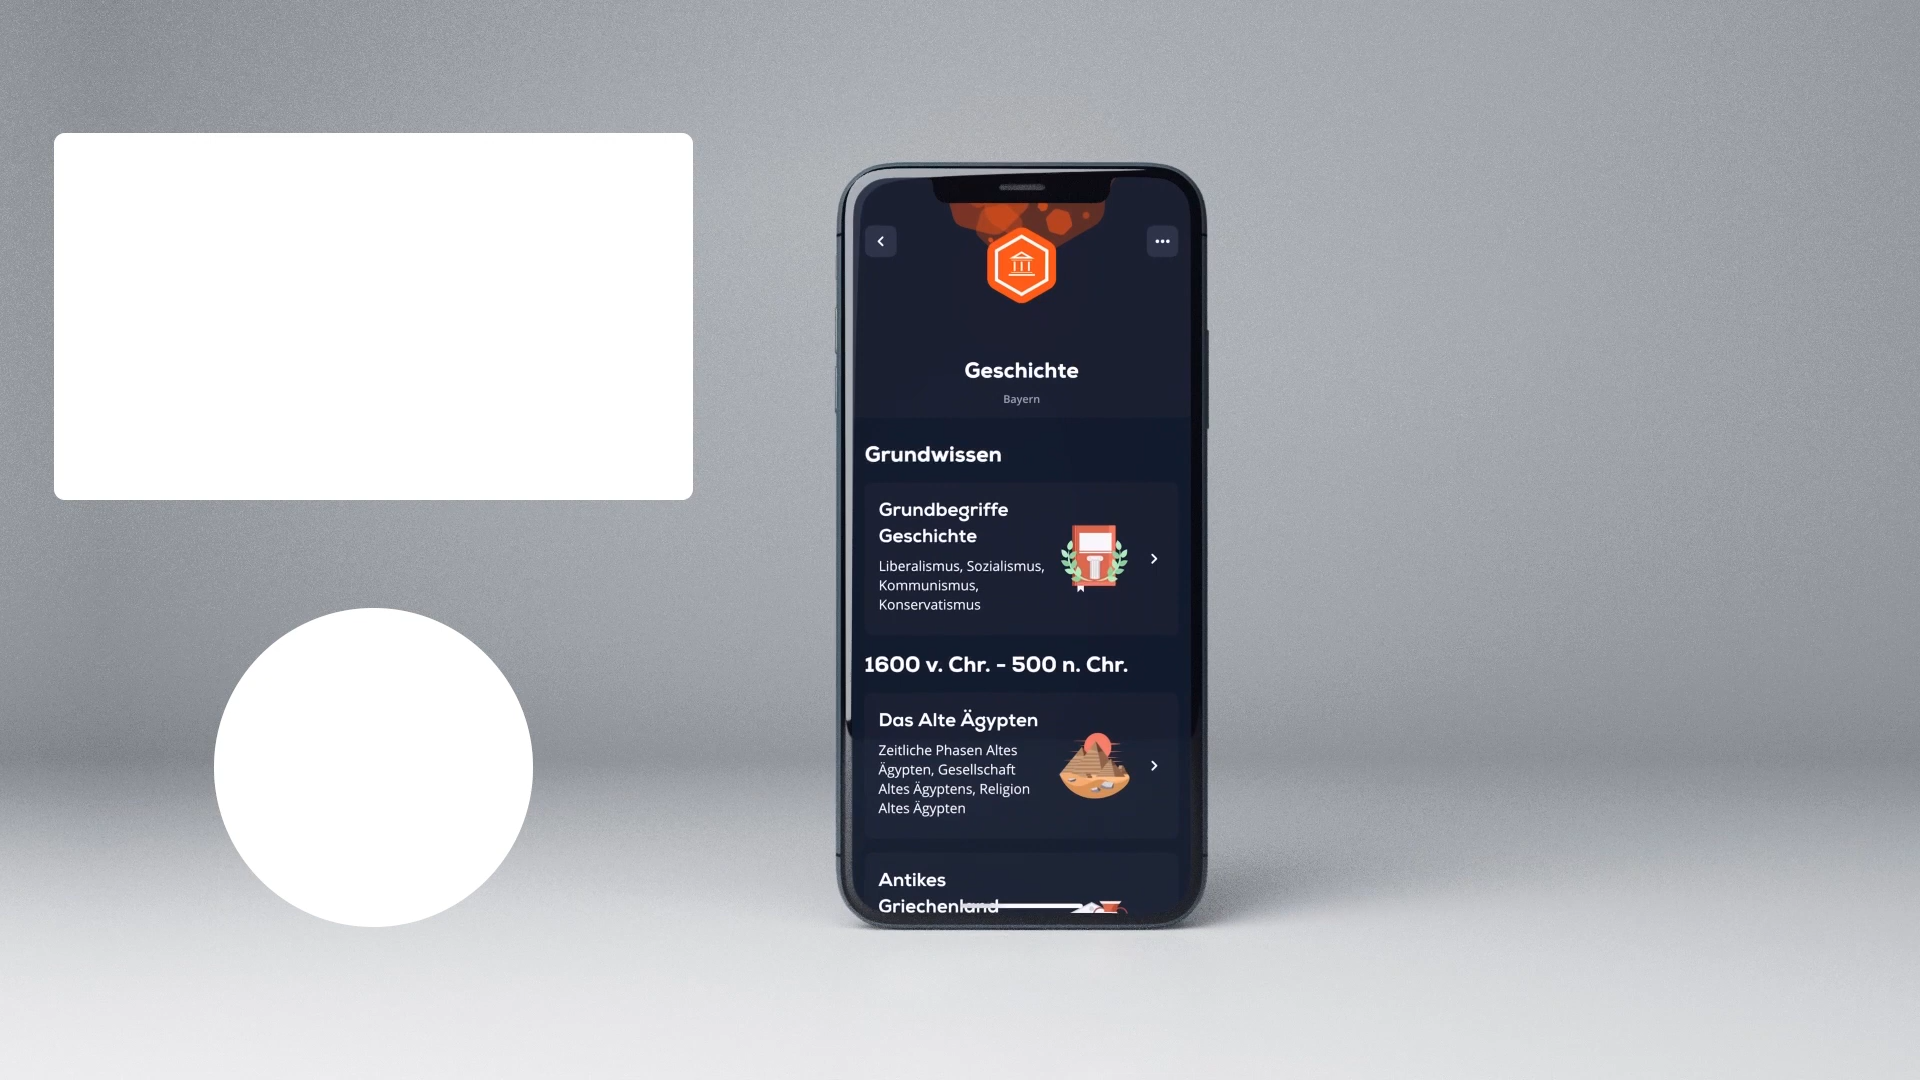 Geschichte
Bayern
Grundwissen
Grundbegriffe
Geschichte
Liberalismus, Sozialismus,
Kommunismus,
Konservatismus
1600 v. Chr. - 500 n. Chr.
Das Alte Ägypten
Zeitliche Phasen Altes
Ägypten, Gesellschaft
Altes Ägyptens, Religion
Altes Ägypten
Antikes
Griechenland